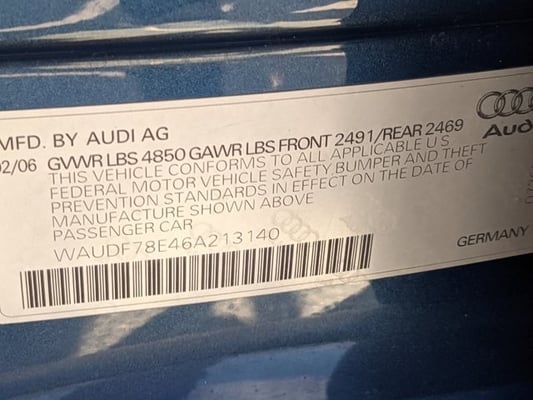 MFD. BY AUDI AG
02/06 GVWR LBS 4850 GAWR LBS FRONT 2491/REAR 2469
THIS VEHICLE CONFORMS TO ALL APPLICABLE U S
FEDERAL MOTOR VEHICLE SAFETY,BUMPER AND THEFT
PREVENTION STANDARDS IN EFFECT ON THE DATE OF
MANUFACTURE SHOWN ABOVE
PASSENGER CAR
WAUDF78E46A213140
Audi
GERMANY